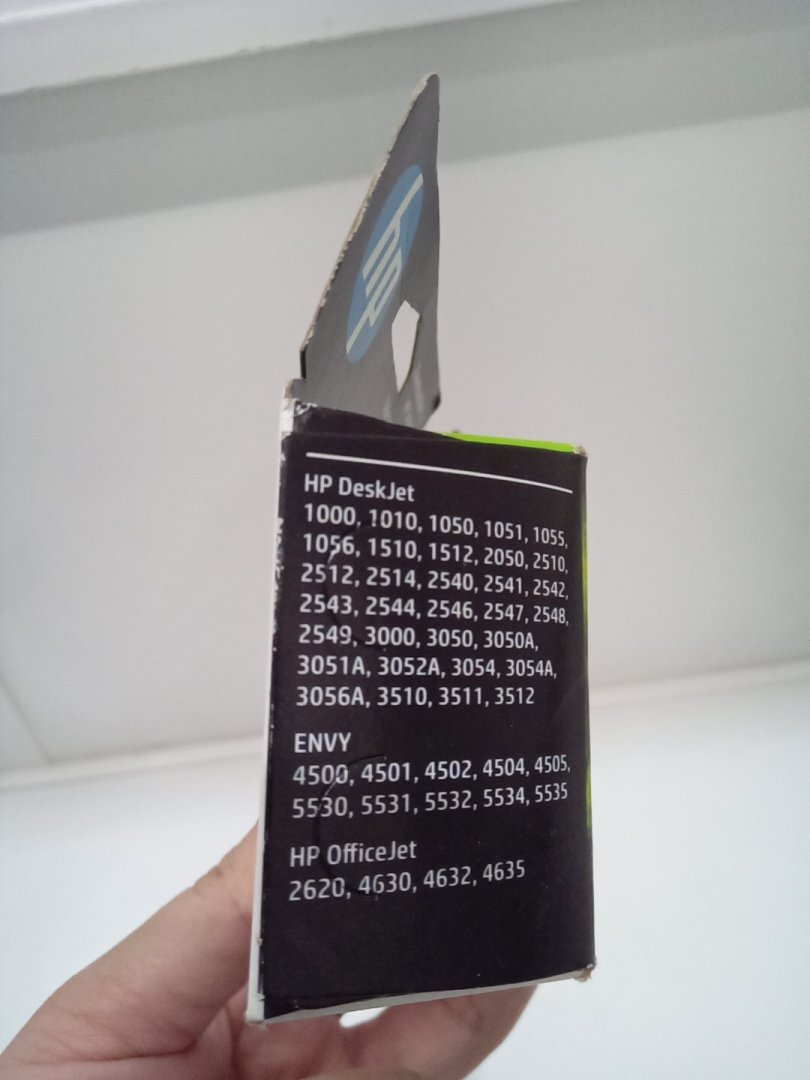 hp
HP DeskJet
1000, 1010, 1050, 1051, 1055,
1056, 1510, 1512, 2050, 2510,
2512, 2514, 2540, 2541, 2542,
2543, 2544, 2546, 2547, 2548,
2549, 3000, 3050, 3050A,
3051A, 3052A, 3054, 3054A,
3056A, 3510, 3511, 3512
ENVY
4500, 4501, 4502, 4504, 4505,
5530, 5531, 5532, 5534, 5535
HP OfficeJet
2620, 4630, 4632, 4635